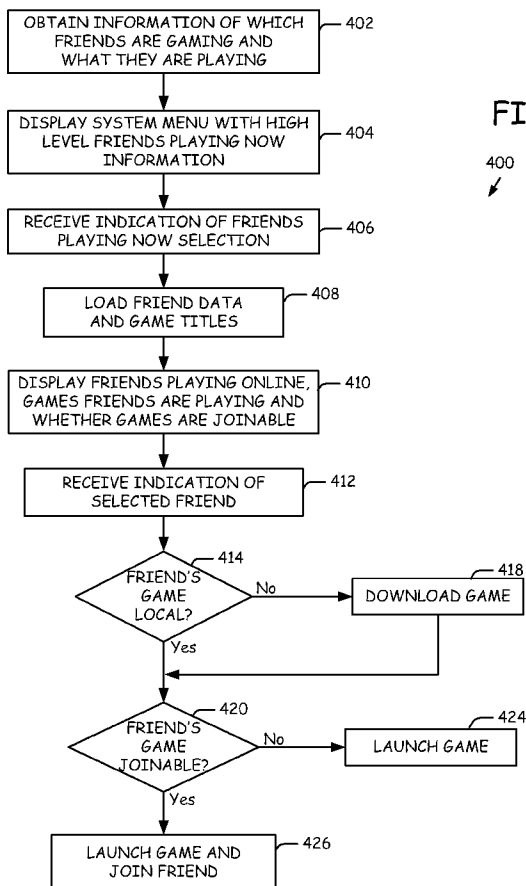 OBTAIN INFORMATION OF WHICH
FRIENDS ARE GAMING AND
WHAT THEY ARE PLAYING
402
DISPLAY SYSTEM MENU WITH HIGH
LEVEL FRIENDS PLAYING NOW
INFORMATION
404
FI
400
RECEIVE INDICATION OF FRIENDS
PLAYING NOW SELECTION
406
LOAD FRIEND DATA
AND GAME TITLES
408
DISPLAY FRIENDS PLAYING ONLINE,
GAMES FRIENDS ARE PLAYING AND
WHETHER GAMES ARE JOINABLE
410
RECEIVE INDICATION OF
SELECTED FRIEND
412
414
FRIEND'S
GAME
LOCAL?
No
Yes
418
DOWNLOAD GAME
420
FRIEND'S
GAME
JOINABLE?
No
Yes
424
LAUNCH GAME
LAUNCH GAME AND
JOIN FRIEND
426